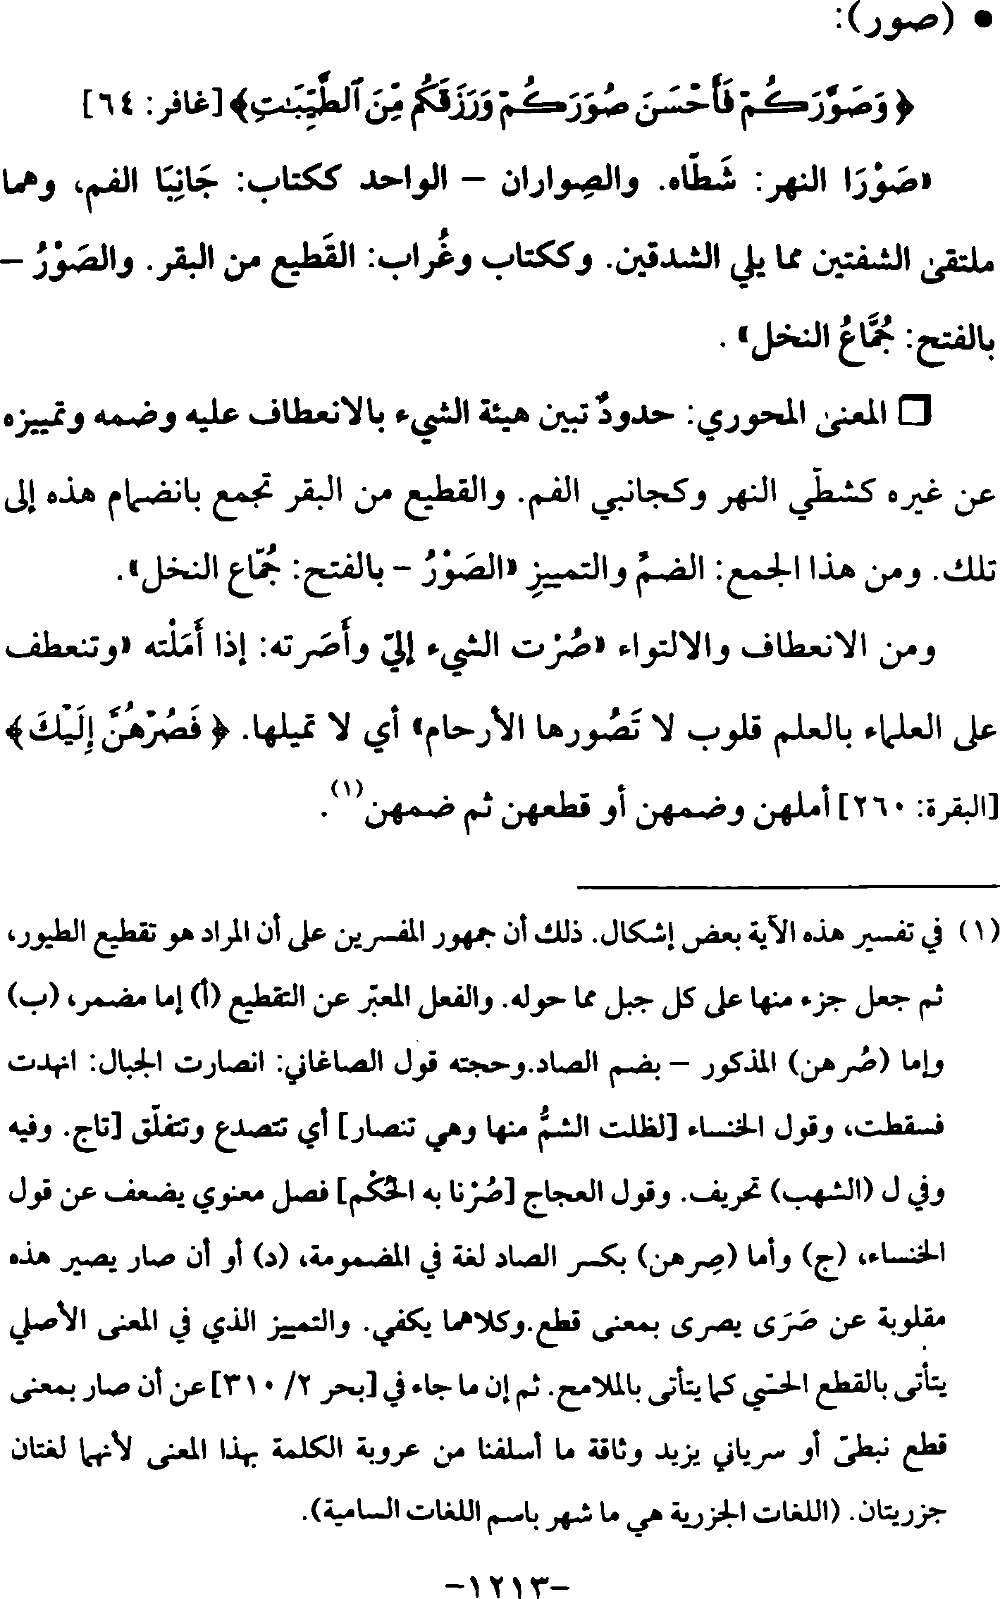 • (صور):
﴿وَصَوَّرَكُمْ فَأَحْسَنَ صُوَرَكُمْ وَرَزَقَكُم مِّنَ ٱلطَّيِّبَٰتِ﴾ [غافر: ٦٤]
«صَوْرَا النهر: شَطّاه. والصِواران – الواحد ككتاب: جَانِبَا الفم، وهما
ملتقىٰ الشفتين مما يلي الشدقين. وككتاب وغُراب: القَطيع من البقر. والصَوْرُ –
بالفتح: جُمَّاعُ النخل» .
❒ المعنىٰ المحوري: حدودٌ تبين هيئة الشيء بالانعطاف عليه وضمه وتمييزه
عن غيره كشطّي النهر وكجانبي الفم. والقطيع من البقر تجمع بانضمام هذه إلى
تلك. ومن هذا الجمع: الضمُ والتمييزِ «الصَوْرُ – بالفتح: جُمّاع النخل».
ومن الانعطاف والالتواء «صُرْت الشيء إليّ وأَصَرته: إذا أَمَلْته «وتنعطف
على العلماء بالعلم قلوب لا تَصُورها الأرحام» أي لا تميلها. ﴿فَصُرْهُنَّ إِلَيْكَ﴾
[البقرة: ٢٦٠] أملهن وضمهن أو قطعهن ثم ضمهن(١).
(١) في تفسير هذه الآية بعض إشكال. ذلك أن جمهور المفسرين على أن المراد هو تقطيع الطيور،
ثم جعل جزء منها على كل جبل مما حوله. والفعل المعبّر عن التقطيع (أ) إما مضمر، (ب)
وإما (صُرهن) المذكور – بضم الصاد.وحجته قول الصاغاني: انصارت الجبال: انهدت
فسقطت، وقول الخنساء [لظلت الشمُّ منها وهي تنصار] أي تتصدع وتتفلّق [تاج. وفيه
وفي ل (الشهب) تحريف. وقول العجاج [صُرْنا به الحُكْم] فصل معنوي يضعف عن قول
الخنساء، (ج) وأما (صِرهن) بكسر الصاد لغة في المضمومة، (د) أو أن صار يصير هذه
مقلوبة عن صَرَى يصرى بمعنى قطع.وكلاهما يكفي. والتمييز الذي في المعنى الأصلي
يتأتى بالقطع الحسّي كما يتأتى بالملامح. ثم إن ما جاء في [بحر ٢/ ٣١٠] عن أن صار بمعنى
قطع نبطيّ أو سرياني يزيد وثاقة ما أسلفنا من عروبة الكلمة بهذا المعنى لأنهما لغتان
جزريتان. (اللغات الجزرية هي ما شهر باسم اللغات السامية).
-١٢١٣-